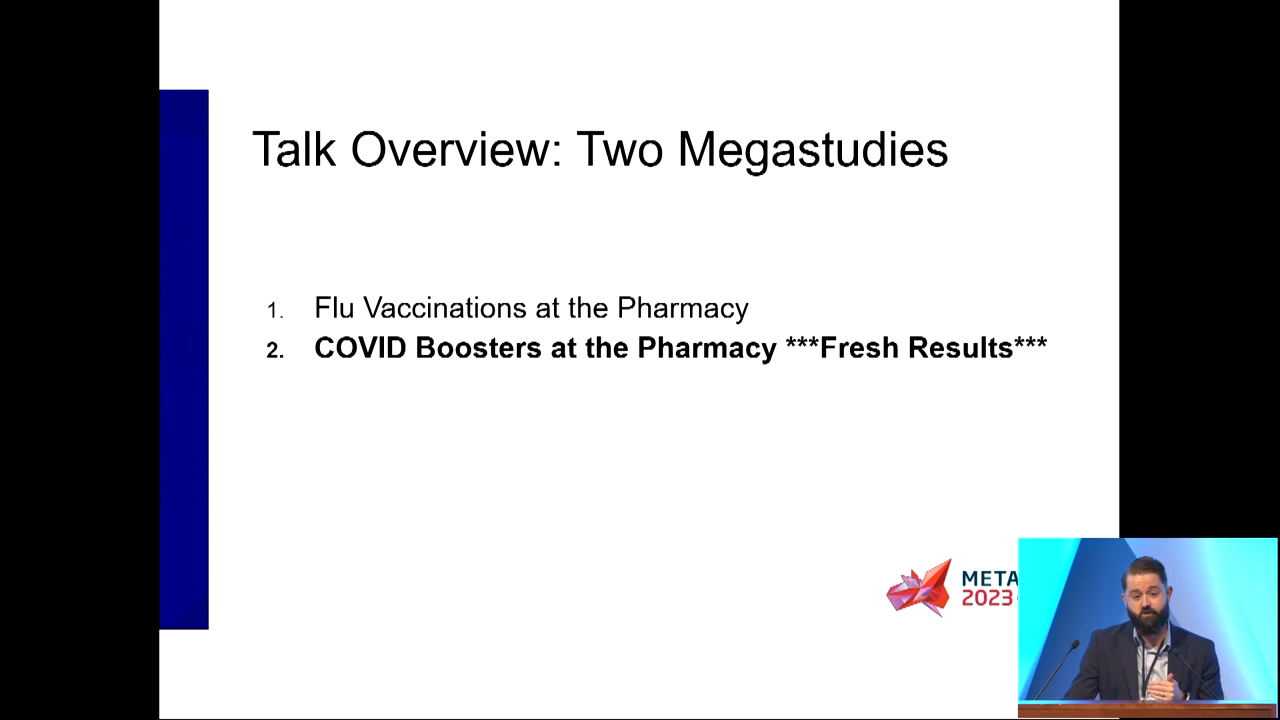 Talk Overview: Two Megastudies
1. Flu Vaccinations at the Pharmacy
2. COVID Boosters at the Pharmacy ***Fresh Results***
META
2023